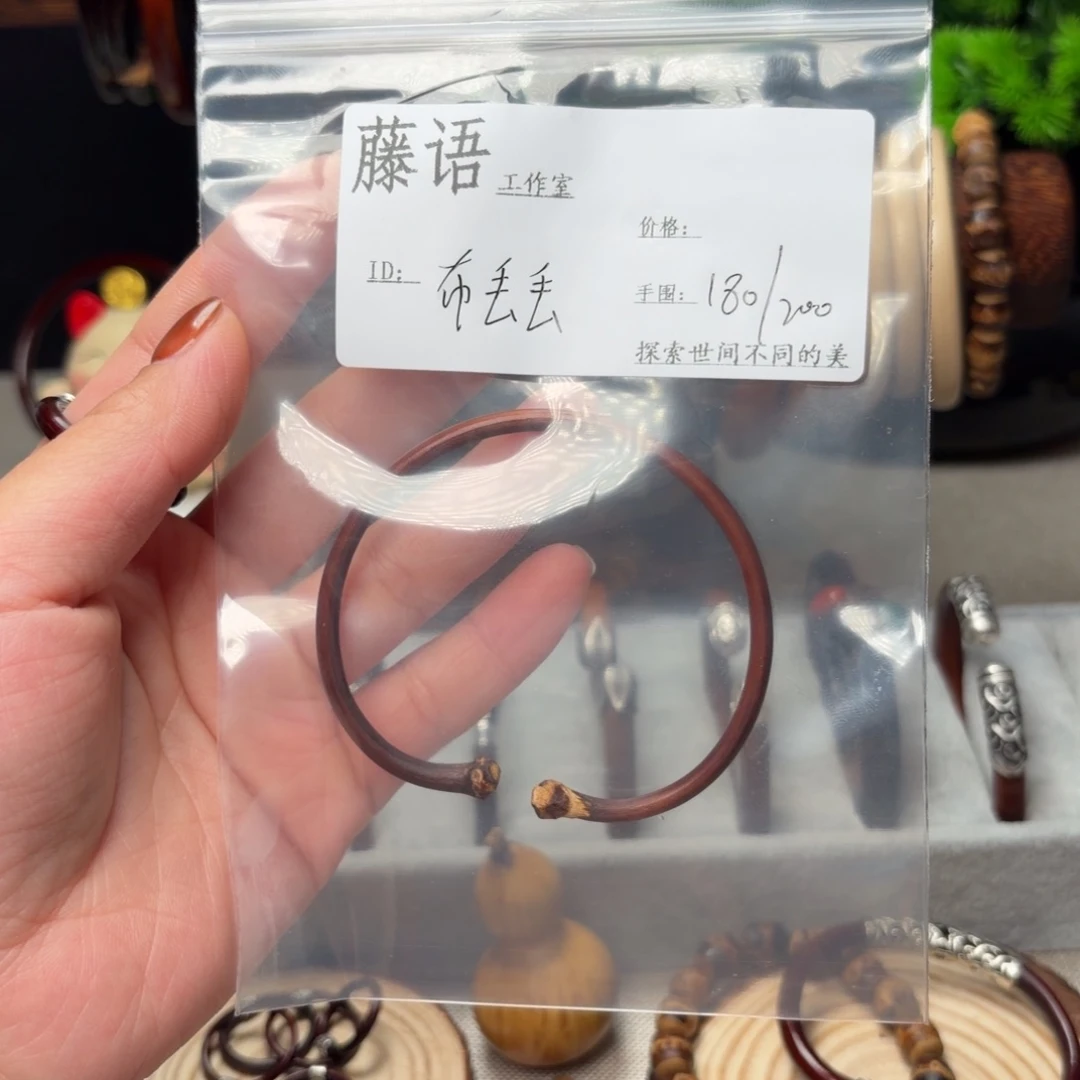 藤语 工作室
价格:
ID: 布丢丢
手围: 180/200
探索世间不同的美